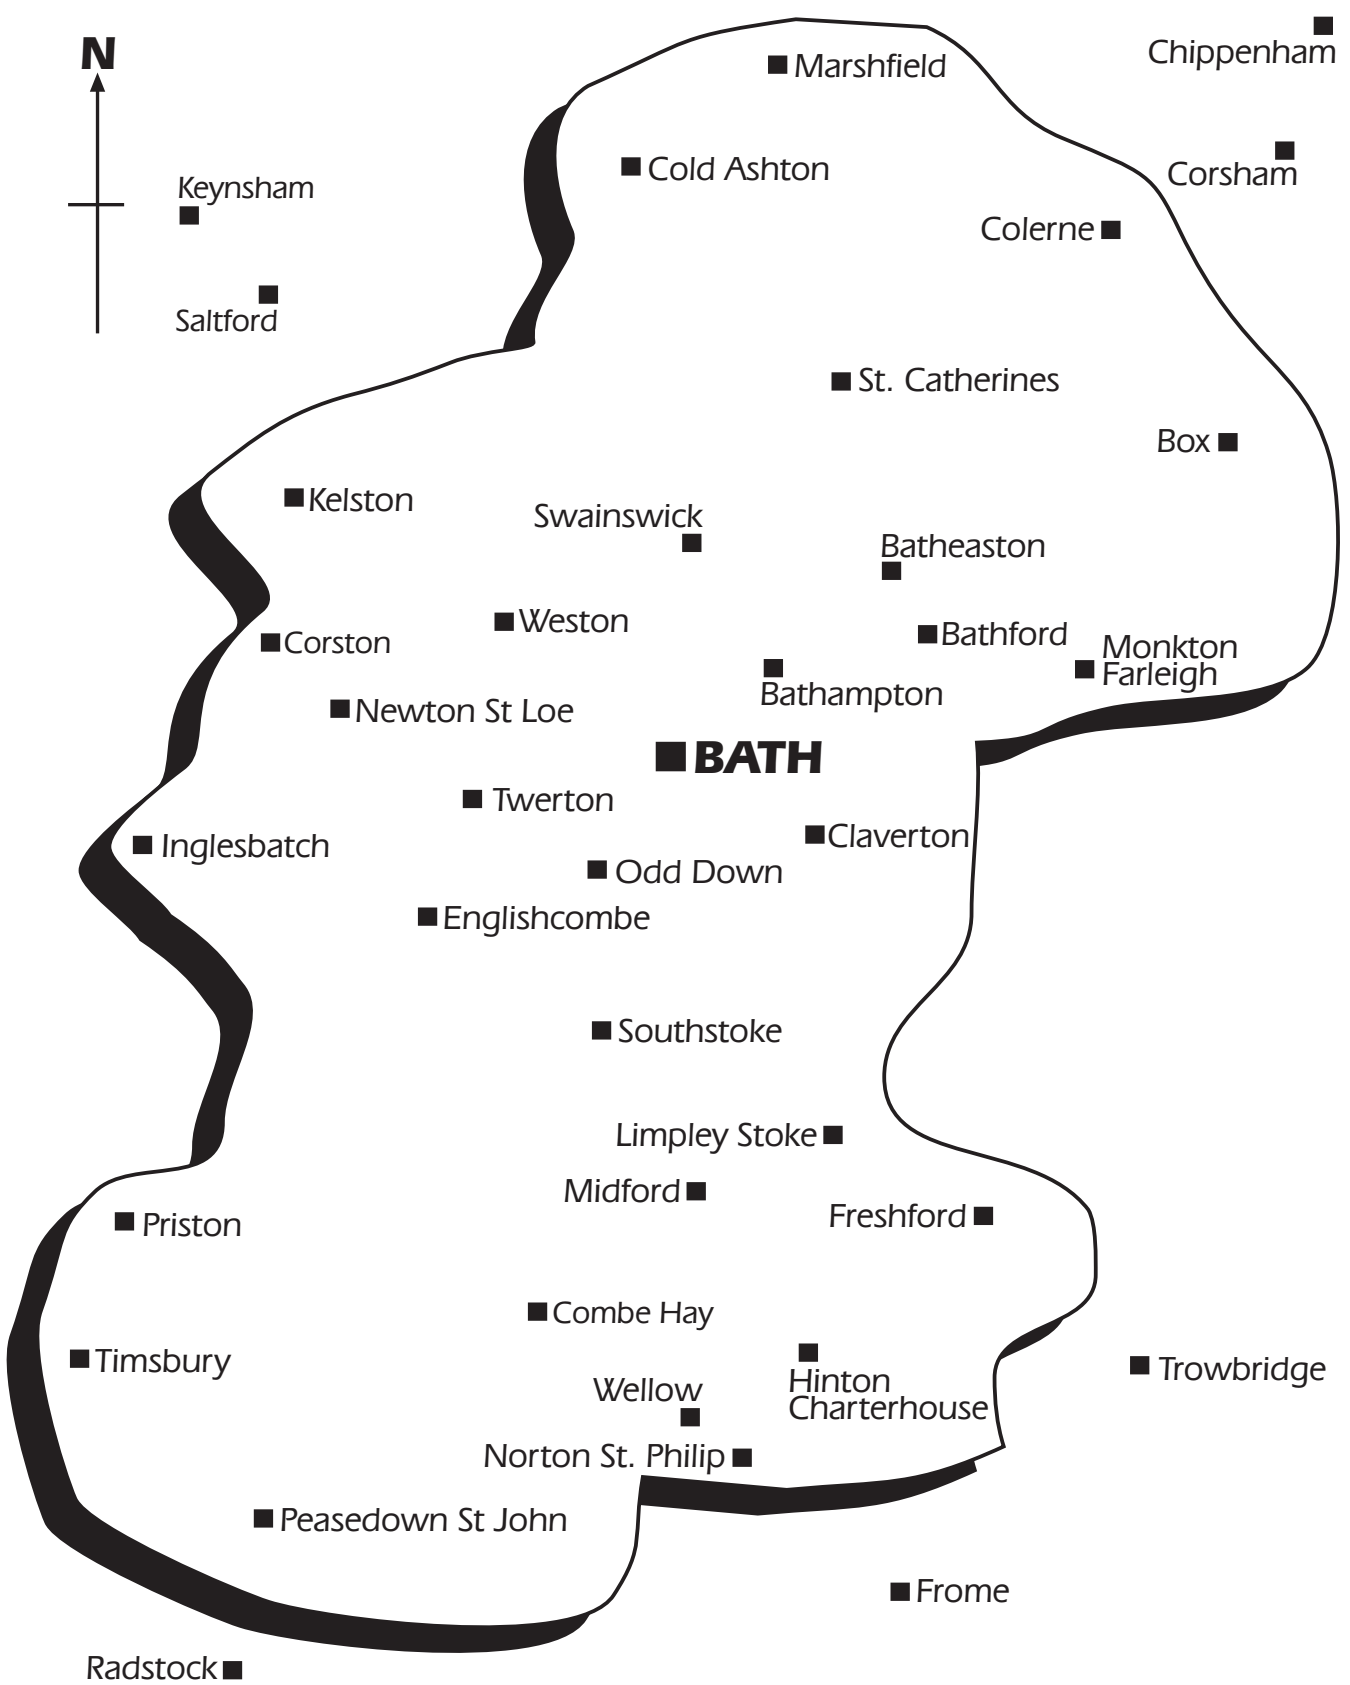 N
Chippenham
Marshfield
Corsham
Cold Ashton
Keynsham
Colerne
Saltford
St. Catherines
Box
Kelston
Swainswick
Batheaston
Weston
Bathford
Corston
Monkton
Farleigh
Bathampton
Newton St Loe
BATH
Twerton
Claverton
Inglesbatch
Odd Down
Englishcombe
Southstoke
Limpley Stoke
Midford
Freshford
Priston
Combe Hay
Timsbury
Trowbridge
Hinton
Charterhouse
Wellow
Norton St. Philip
Peasedown St John
Frome
Radstock